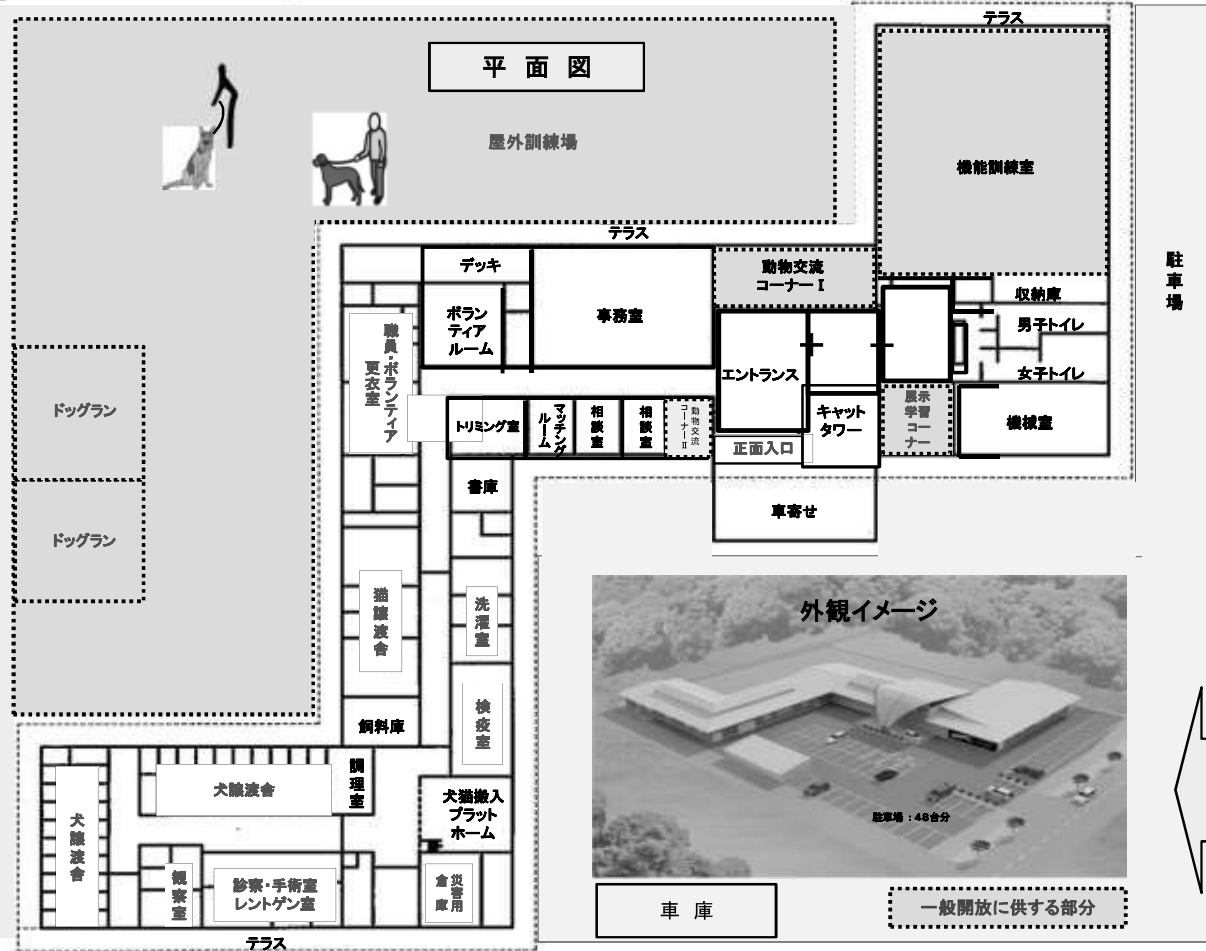 テラス
平面図
屋外訓練場
機能訓練室
駐車場
テラス
デッキ
動物交流
コーナーⅠ
ボラン
ティア
ルーム
事務室
収納庫
男子トイレ
女子トイレ
職員・ボランティア
更衣室
エントランス
ドッグラン
トリミング室
マッチング
ルーム
相談室
相談室
動物交流
コーナーⅡ
キャット
タワー
展示
学習
コー
ナー
機械室
正面入口
書庫
車寄せ
ドッグラン
猫譲渡舎
洗濯室
外観イメージ
検疫室
飼料庫
調理室
犬譲渡舎
犬猫搬入
プラット
ホーム
駐車場：48台分
犬譲渡舎
観察室
診察・手術室
レントゲン室
災害用
倉庫
車庫
一般開放に供する部分
テラス